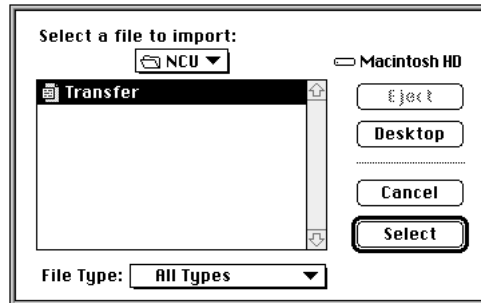 Select a file to import:
NCU
Macintosh HD
Transfer
Eject
Desktop
Cancel
Select
File Type: All Types